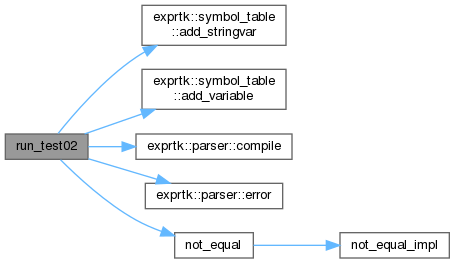 exprtk::symbol_table
::add_stringvar
exprtk::symbol_table
::add_variable
run_test02
exprtk::parser::compile
exprtk::parser::error
not_equal
not_equal_impl